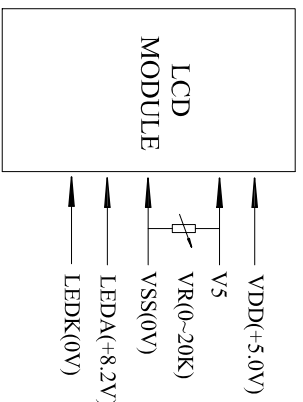 LCD
MODULE
VDD(+5.0V)
V5
VR(0~20K)
VSS(0V)
LEDA(+8.2V)
LEDK(0V)